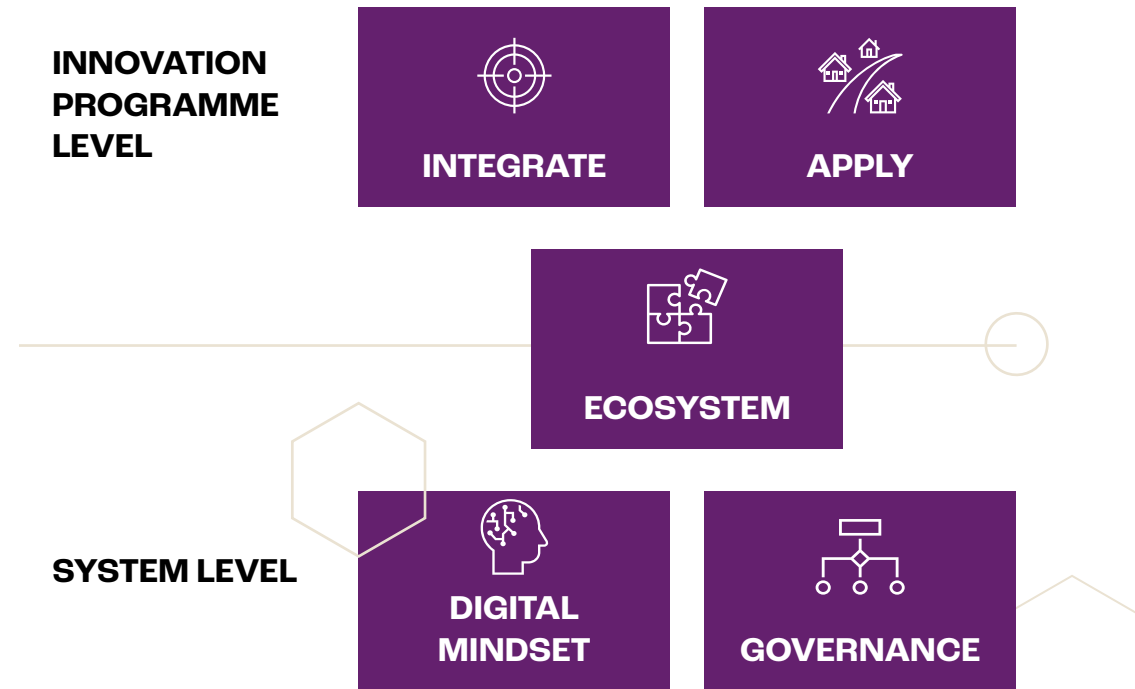 INNOVATION
PROGRAMME
LEVEL
INTEGRATE
APPLY
ECOSYSTEM
SYSTEM LEVEL
DIGITAL
MINDSET
GOVERNANCE